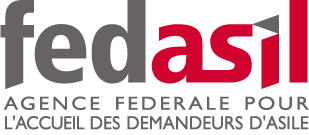 fedasil
AGENCE FEDERALE POUR
L'ACCUEIL DES DEMANDEURS D'ASILE